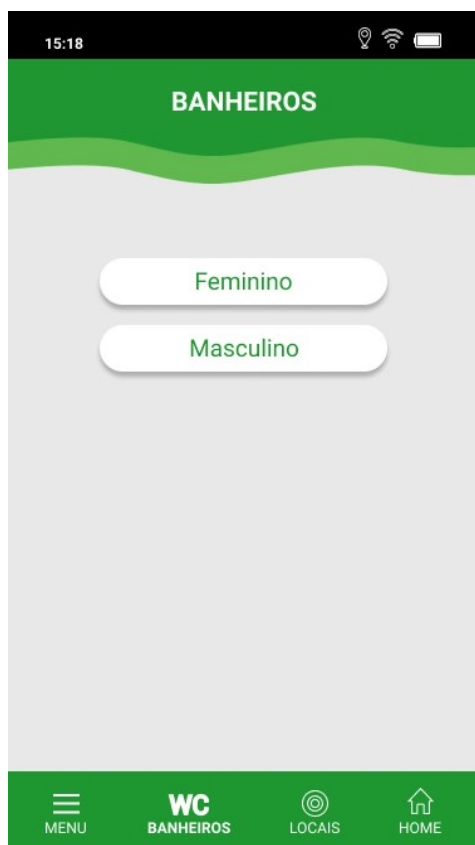 15:18
BANHEIROS
Feminino
Masculino
WC
MENU BANHEIROS LOCAIS HOME